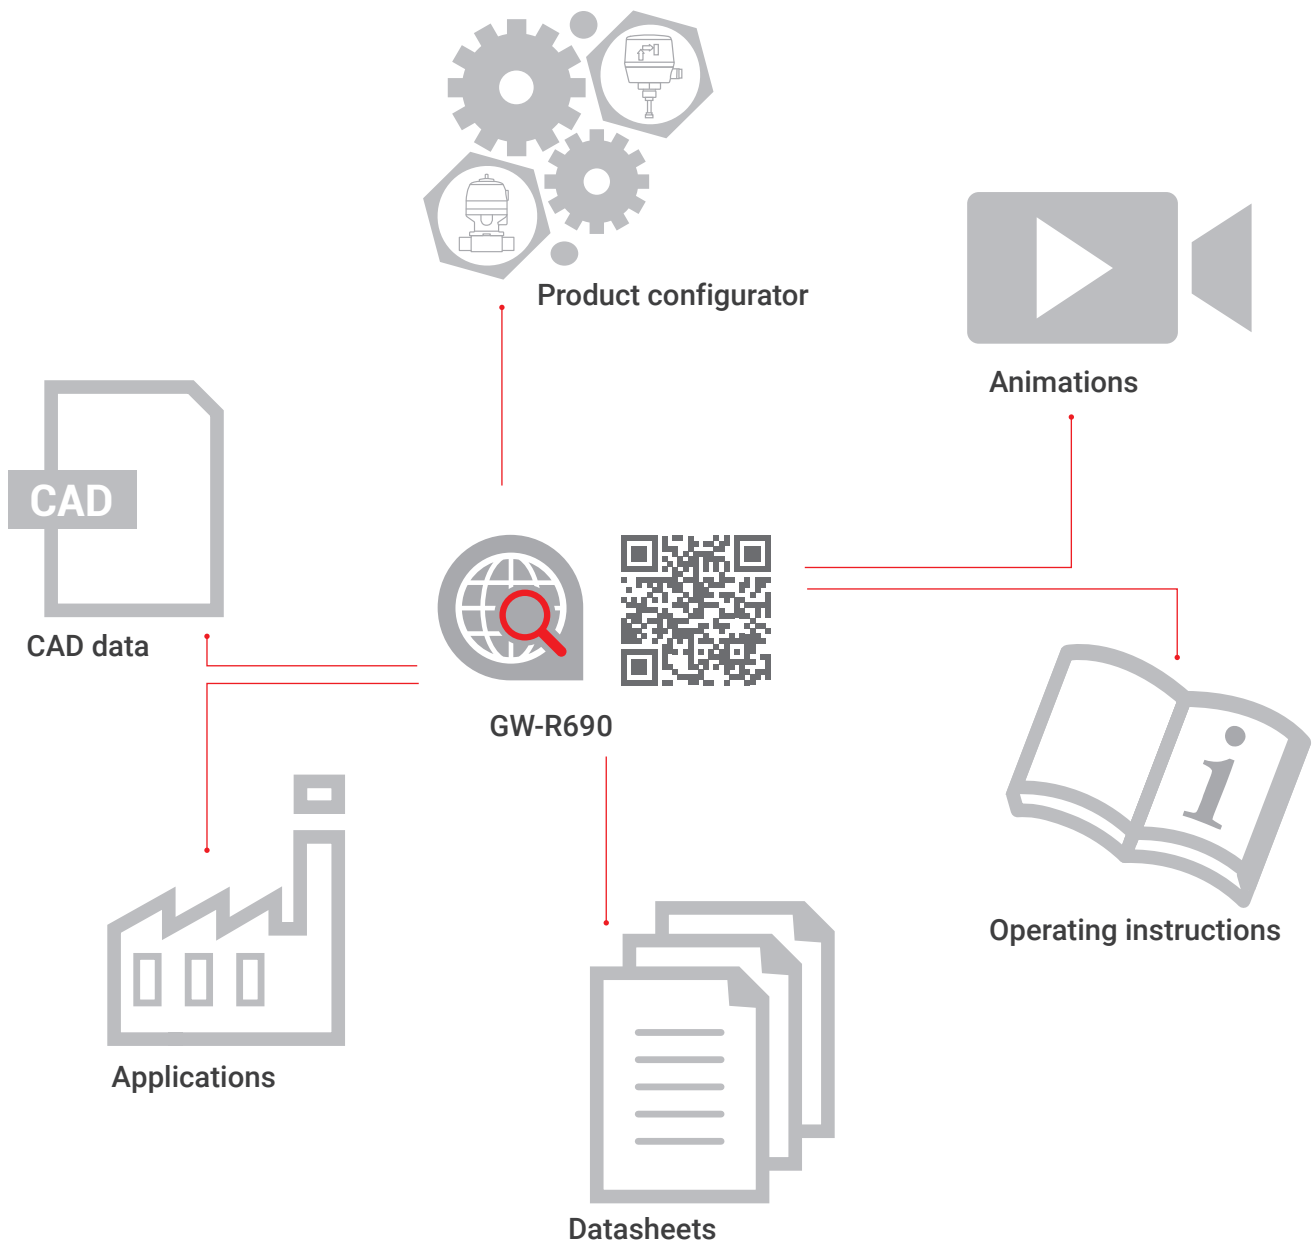 Product configurator
Animations
CAD
CAD data
GW-R690
i
Operating instructions
Applications
Datasheets